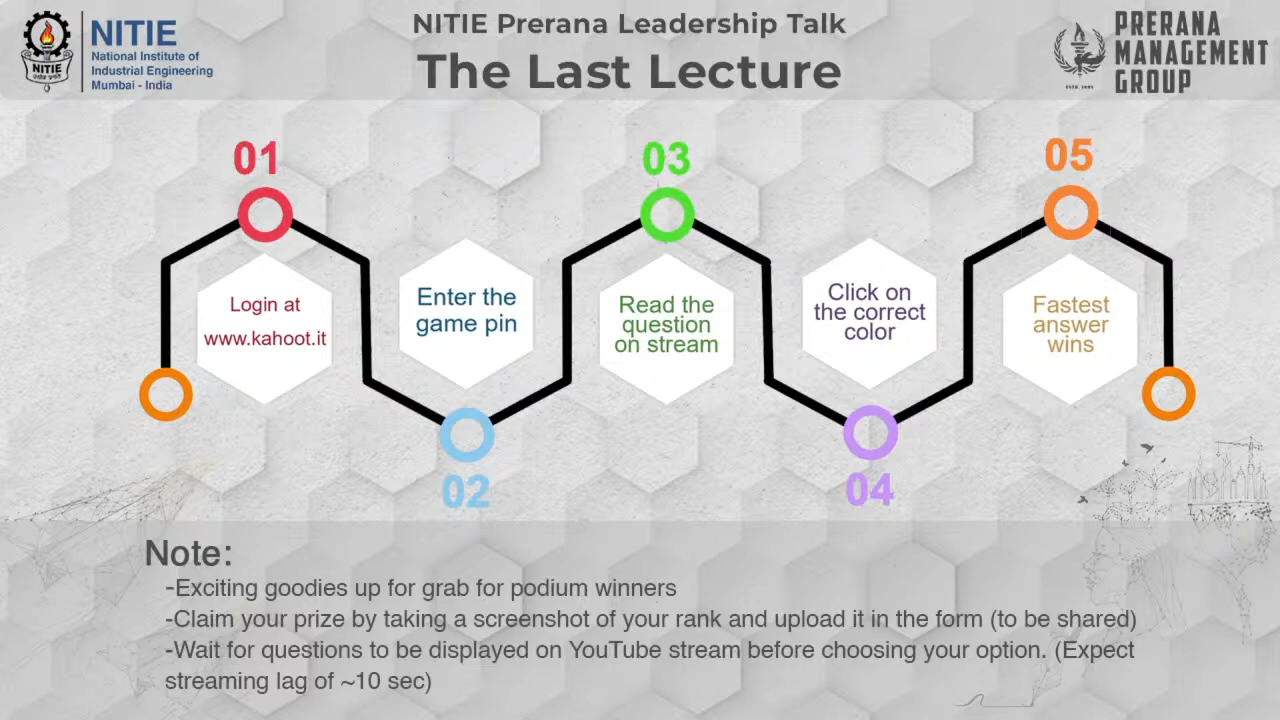 NITIE
NITIE
National Institute of
Industrial Engineering
Mumbai - India
NITIE Prerana Leadership Talk
The Last Lecture
PRERANA
MANAGEMENT
GROUP
01
Login at
www.kahoot.it
Enter the
game pin
02
03
Read the
question
on stream
Click on
the correct
color
04
05
Fastest
answer
wins
Note:
-Exciting goodies up for grab for podium winners
-Claim your prize by taking a screenshot of your rank and upload it in the form (to be shared)
-Wait for questions to be displayed on YouTube stream before choosing your option. (Expect
streaming lag of ~10 sec)